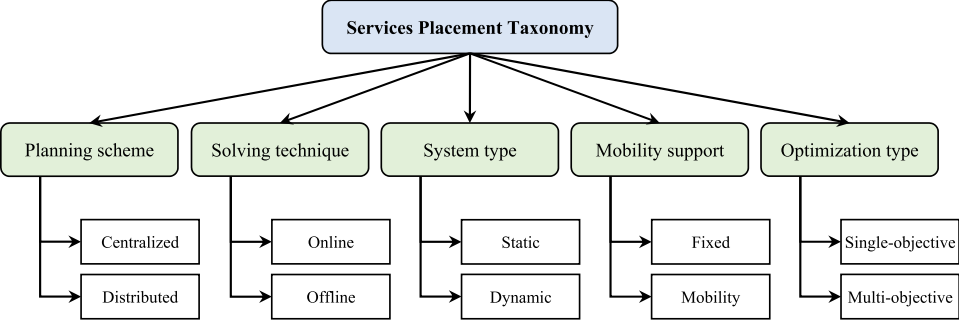 Services Placement Taxonomy
Planning scheme
Solving technique
System type
Mobility support
Optimization type
Centralized
Online
Static
Fixed
Single-objective
Distributed
Offline
Dynamic
Mobility
Multi-objective